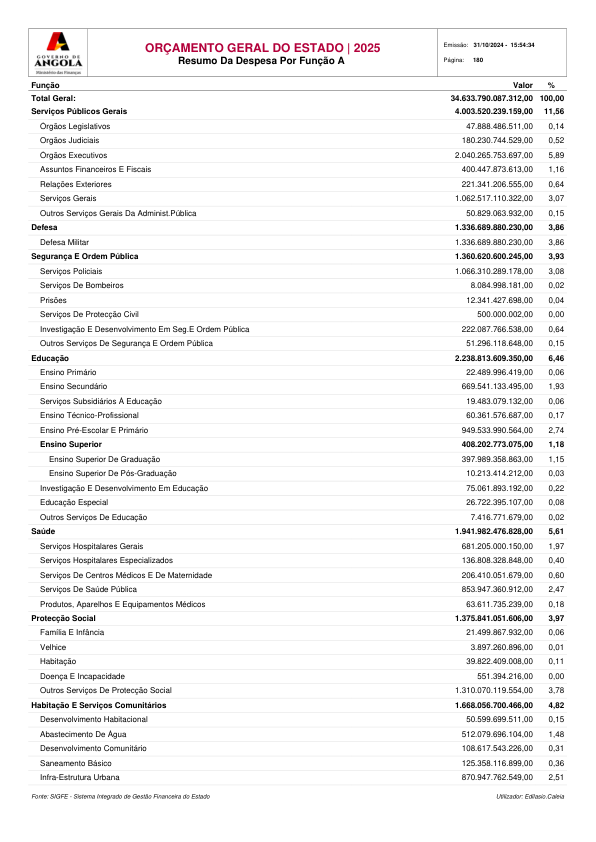 GOVERNO DE
ANGOLA
Ministério das Finanças
ORÇAMENTO GERAL DO ESTADO | 2025
Resumo Da Despesa Por Função A
Emissão: 31/10/2024 - 15:54:34
Página: 180
Função Valor %
Total Geral: 34.633.790.087.312,00 100,00
Serviços Públicos Gerais 4.003.520.239.159,00 11,56
Orgãos Legislativos 47.888.486.511,00 0,14
Orgãos Judiciais 180.230.744.529,00 0,52
Órgãos Executivos 2.040.265.753.697,00 5,89
Assuntos Financeiros E Fiscais 400.447.873.613,00 1,16
Relações Exteriores 221.341.206.555,00 0,64
Serviços Gerais 1.062.517.110.322,00 3,07
Outros Serviços Gerais Da Administ.Pública 50.829.063.932,00 0,15
Defesa 1.336.689.880.230,00 3,86
Defesa Militar 1.336.689.880.230,00 3,86
Segurança E Ordem Pública 1.360.620.600.245,00 3,93
Serviços Policiais 1.066.310.289.178,00 3,08
Serviços De Bombeiros 8.084.998.181,00 0,02
Prisões 12.341.427.698,00 0,04
Serviços De Protecção Civil 500.000.002,00 0,00
Investigação E Desenvolvimento Em Seg.E Ordem Pública 222.087.766.538,00 0,64
Outros Serviços De Segurança E Ordem Pública 51.296.118.648,00 0,15
Educação 2.238.813.609.350,00 6,46
Ensino Primário 22.489.996.419,00 0,06
Ensino Secundário 669.541.133.495,00 1,93
Serviços Subsidiários À Educação 19.483.079.132,00 0,06
Ensino Técnico-Profissional 60.361.576.687,00 0,17
Ensino Pré-Escolar E Primário 949.533.990.564,00 2,74
Ensino Superior 408.202.773.075,00 1,18
Ensino Superior De Graduação 397.989.358.863,00 1,15
Ensino Superior De Pós-Graduação 10.213.414.212,00 0,03
Investigação E Desenvolvimento Em Educação 75.061.893.192,00 0,22
Educação Especial 26.722.395.107,00 0,08
Outros Serviços De Educação 7.416.771.679,00 0,02
Saúde 1.941.982.476.828,00 5,61
Serviços Hospitalares Gerais 681.205.000.150,00 1,97
Serviços Hospitalares Especializados 136.808.328.848,00 0,40
Serviços De Centros Médicos E De Maternidade 206.410.051.679,00 0,60
Serviços De Saúde Pública 853.947.360.912,00 2,47
Produtos, Aparelhos E Equipamentos Médicos 63.611.735.239,00 0,18
Protecção Social 1.375.841.051.606,00 3,97
Família E Infância 21.499.867.932,00 0,06
Velhice 3.897.260.896,00 0,01
Habitação 39.822.409.008,00 0,11
Doença E Incapacidade 551.394.216,00 0,00
Outros Serviços De Protecção Social 1.310.070.119.554,00 3,78
Habitação E Serviços Comunitários 1.668.056.700.466,00 4,82
Desenvolvimento Habitacional 50.599.699.511,00 0,15
Abastecimento De Água 512.079.696.104,00 1,48
Desenvolvimento Comunitário 108.617.543.226,00 0,31
Saneamento Básico 125.358.116.899,00 0,36
Infra-Estrutura Urbana 870.947.762.549,00 2,51
Fonte: SIGFE - Sistema Integrado de Gestão Financeira do Estado Utilizador: Edilasio.Caleia